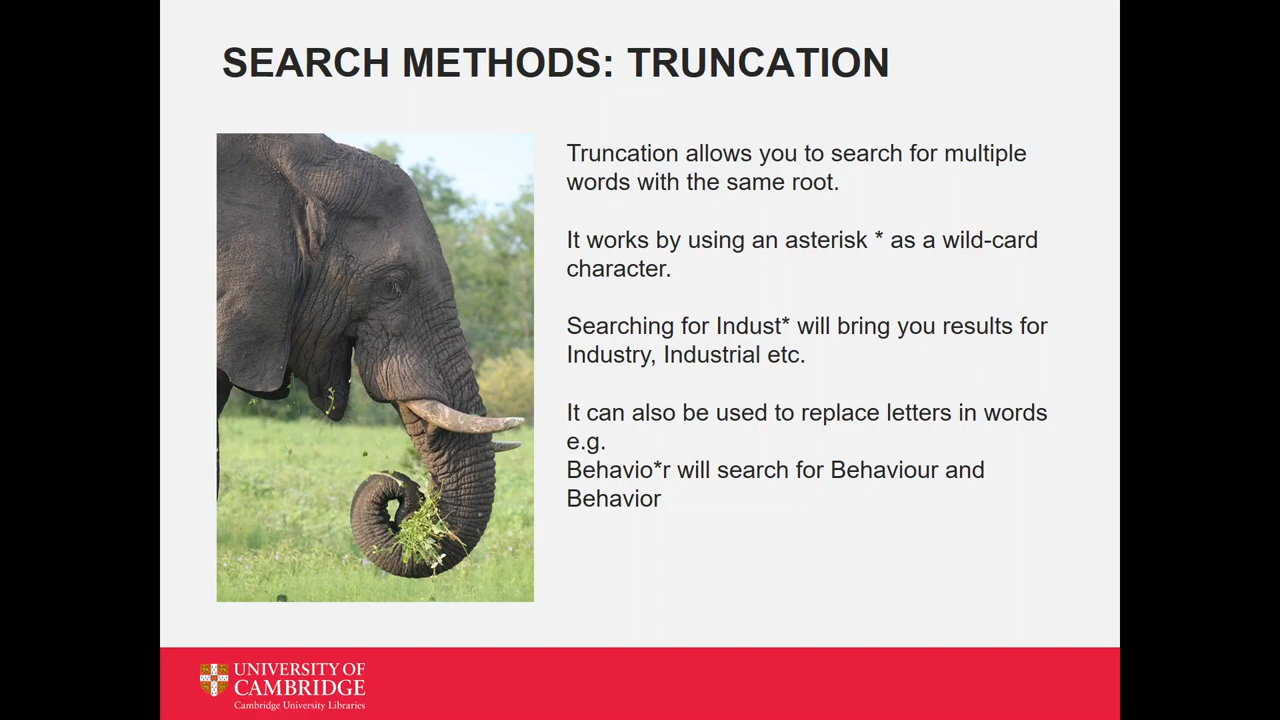 SEARCH METHODS: TRUNCATION
Truncation allows you to search for multiple
words with the same root.
It works by using an asterisk * as a wild-card
character.
Searching for Indust* will bring you results for
Industry, Industrial etc.
It can also be used to replace letters in words
e.g.
Behavio*r will search for Behaviour and
Behavior
UNIVERSITY OF
CAMBRIDGE
Cambridge University Libraries